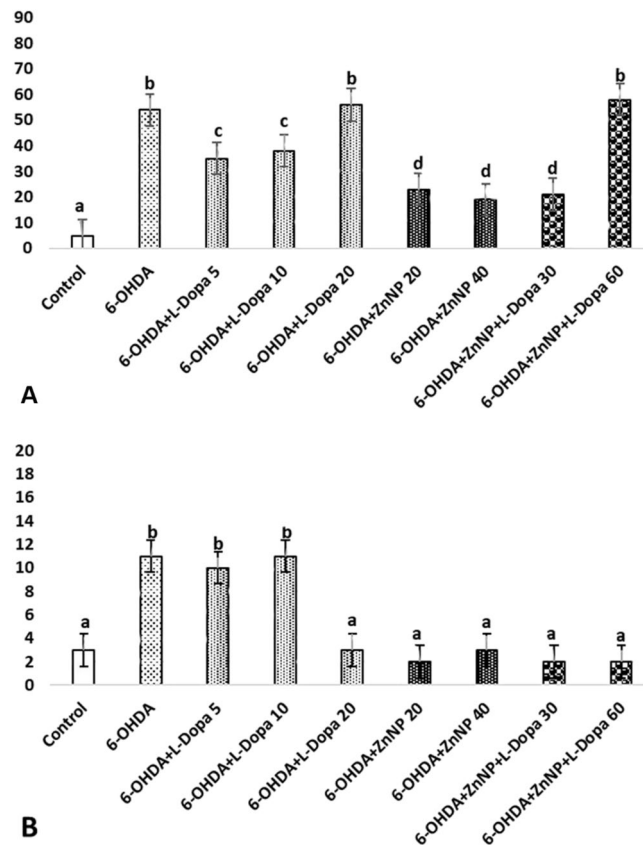 90
80
70
60
50
40
30
20
10
0
a
b
c
c
b
d
d
d
b
Control
6-OHDA
6-OHDA+L-Dopa 5
6-OHDA+L-Dopa 10
6-OHDA+L-Dopa 20
6-OHDA+ZnNP 20
6-OHDA+ZnNP 40
6-OHDA+ZnNP+L-Dopa 30
6-OHDA+ZnNP+L-Dopa 60
A
20
18
16
14
12
10
8
6
4
2
0
a
b
b
b
a
a
a
a
a
Control
6-OHDA
6-OHDA+L-Dopa 5
6-OHDA+L-Dopa 10
6-OHDA+L-Dopa 20
6-OHDA+ZnNP 20
6-OHDA+ZnNP 40
6-OHDA+ZnNP+L-Dopa 30
6-OHDA+ZnNP+L-Dopa 60
B